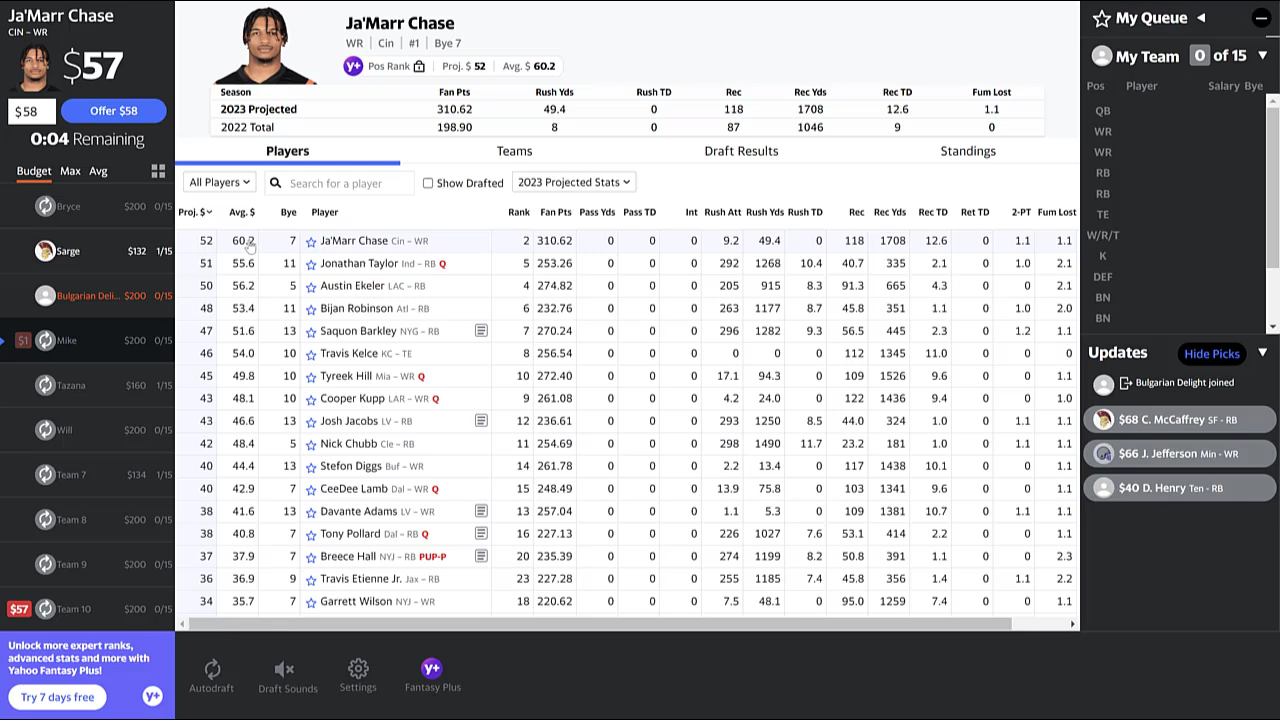 Ja'Marr Chase
CIN – WR
$57
$58
Offer $58
0:04 Remaining
Budget Max Avg
Bryce $200 0/15
Sarge $132 1/15
Bulgarian Deli... $200 0/15
$1 Mike $200 0/15
Tazana $160 1/15
Will $200 0/15
Team 7 $134 1/15
Team 8 $200 0/15
Team 9 $200 0/15
$57 Team 10 $200 0/15
Unlock more expert ranks,
advanced stats and more with
Yahoo Fantasy Plus!
Try 7 days free y+
Ja'Marr Chase
WR Cin #1 Bye 7
y+ Pos Rank Proj. $ 52 Avg. $ 60.2
Season Fan Pts Rush Yds Rush TD Rec Rec Yds Rec TD Fum Lost
2023 Projected 310.62 49.4 0 118 1708 12.6 1.1
2022 Total 198.90 8 0 87 1046 9 0
Players Teams Draft Results Standings
All Players Search for a player Show Drafted 2023 Projected Stats
Proj. $ Avg. $ Bye Player Rank Fan Pts Pass Yds Pass TD Int Rush Att Rush Yds Rush TD Rec Rec Yds Rec TD Ret TD 2-PT Fum Lost
52 60.2 7 Ja'Marr Chase Cin – WR 2 310.62 0 0 0 9.2 49.4 0 118 1708 12.6 0 1.1 1.1
51 55.6 11 Jonathan Taylor Ind – RB Q 5 253.26 0 0 0 292 1268 10.4 40.7 335 2.1 0 1.0 2.1
50 56.2 5 Austin Ekeler LAC – RB 4 274.82 0 0 0 205 915 8.3 91.3 665 4.3 0 0 2.1
48 53.4 11 Bijan Robinson Atl – RB 6 232.76 0 0 0 263 1177 8.7 45.8 351 1.1 0 1.0 2.0
47 51.6 13 Saquon Barkley NYG – RB 7 270.24 0 0 0 296 1282 9.3 56.5 445 2.3 0 1.2 1.1
46 54.0 10 Travis Kelce KC – TE 8 256.54 0 0 0 0 0 0 112 1345 11.0 0 0 0
45 49.8 10 Tyreek Hill Mia – WR Q 10 272.40 0 0 0 17.1 94.3 0 109 1526 9.6 0 0 1.1
43 48.1 10 Cooper Kupp LAR – WR Q 9 261.08 0 0 0 4.2 24.0 0 122 1436 9.4 0 0 1.0
43 46.6 13 Josh Jacobs LV – RB 12 236.61 0 0 0 293 1250 8.5 44.0 324 1.0 0 1.1 1.1
42 48.4 5 Nick Chubb Cle – RB 11 254.69 0 0 0 298 1490 11.7 23.2 181 1.0 0 1.1 1.1
40 44.4 13 Stefon Diggs Buf – WR 14 261.78 0 0 0 2.2 13.4 0 117 1438 10.1 0 0 1.1
40 42.9 7 CeeDee Lamb Dal – WR Q 15 248.49 0 0 0 13.9 75.8 0 103 1341 9.6 0 0 1.1
38 41.6 13 Davante Adams LV – WR 13 257.04 0 0 0 1.1 5.3 0 109 1381 10.7 0 1.1 1.1
38 40.8 7 Tony Pollard Dal – RB Q 16 227.13 0 0 0 226 1027 7.6 53.1 414 2.2 0 0 1.1
37 37.9 7 Breece Hall NYJ – RB PUP-P 20 235.39 0 0 0 274 1199 8.2 50.8 391 1.1 0 0 2.3
36 36.9 9 Travis Etienne Jr. Jax – RB 23 227.28 0 0 0 255 1185 7.4 45.8 356 1.4 0 1.1 2.2
34 35.7 7 Garrett Wilson NYJ – WR 18 220.62 0 0 0 7.5 48.1 0 95.0 1259 7.4 0 0 1.1
Autodraft Draft Sounds Settings y+ Fantasy Plus
My Queue
My Team 0 of 15
Pos Player Salary Bye
QB
WR
WR
RB
RB
TE
W/R/T
K
DEF
BN
BN
Updates Hide Picks
Bulgarian Delight joined
$68 C. McCaffrey SF - RB
$66 J. Jefferson Min - WR
$40 D. Henry Ten - RB